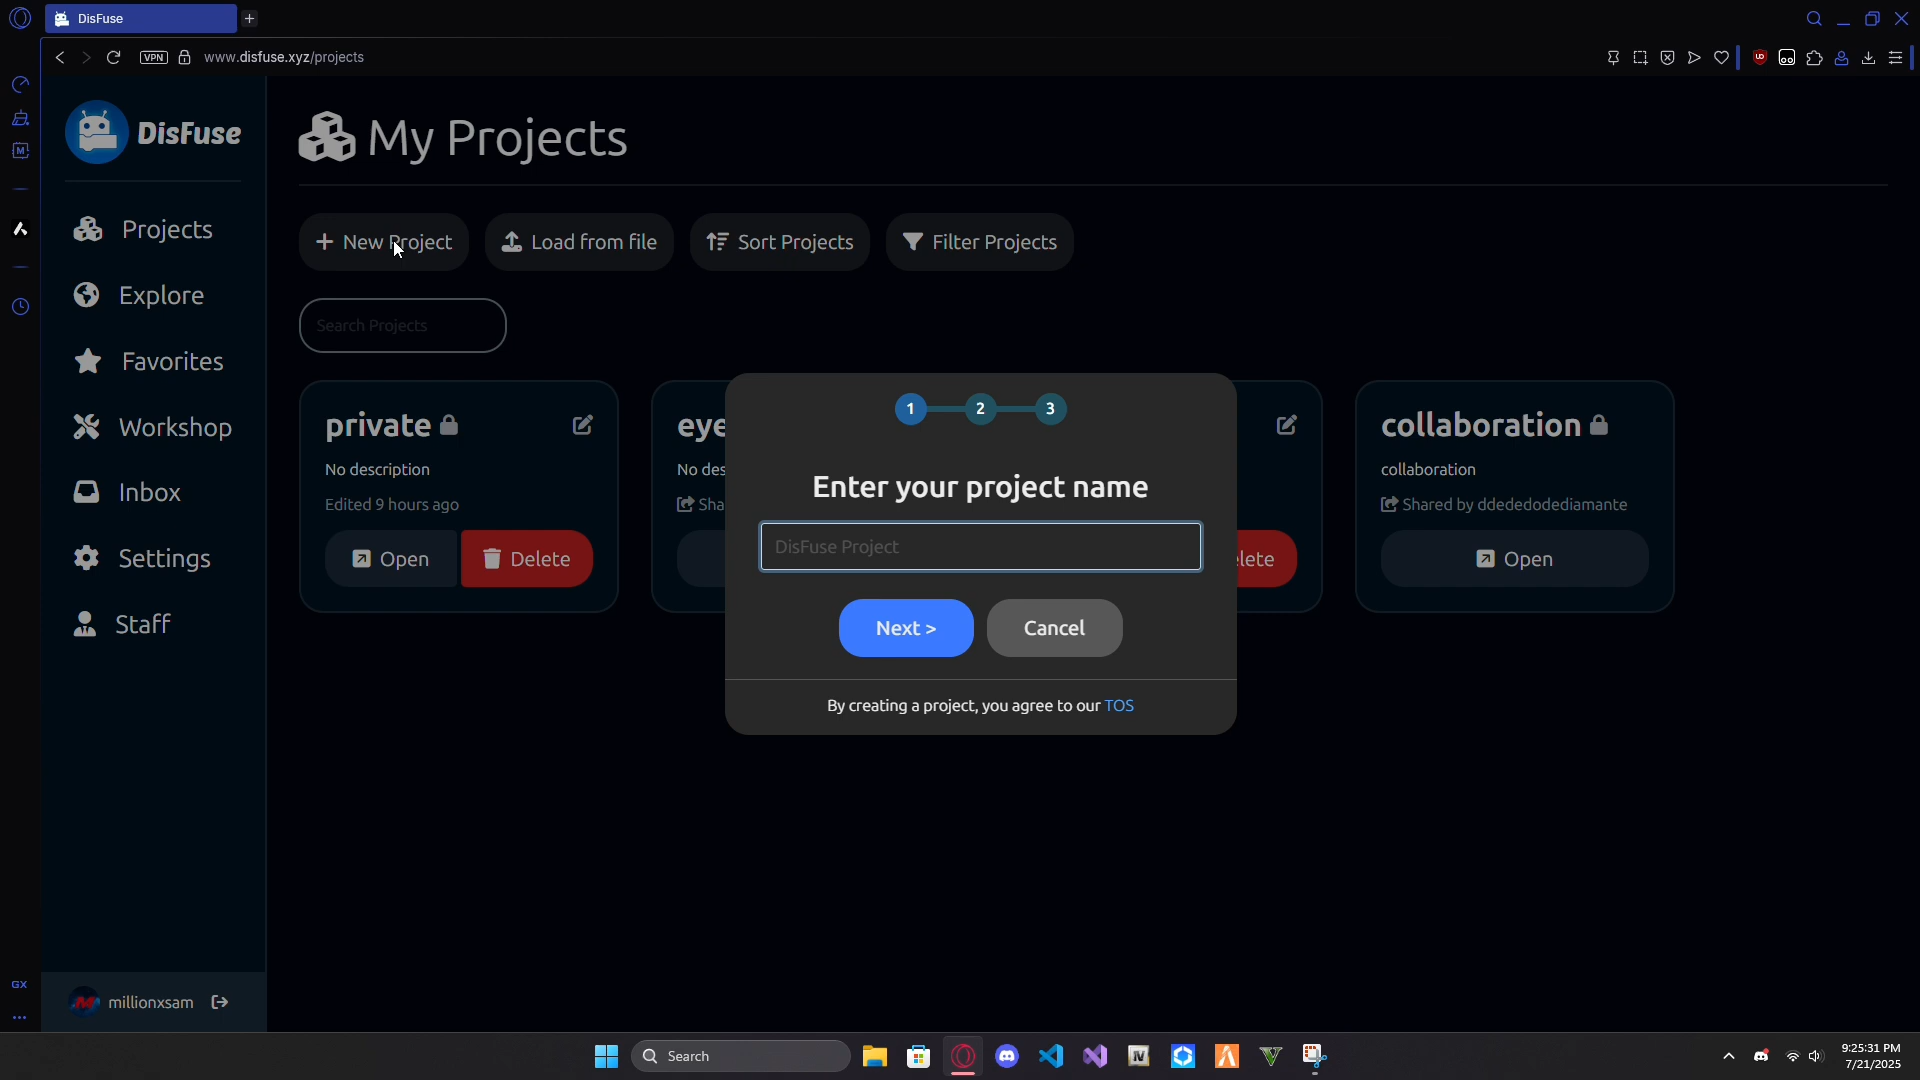 DisFuse
VPN
www.disfuse.xyz/projects
DisFuse
Projects
Explore
Favorites
Workshop
Inbox
Settings
Staff
millionxsam
GX
My Projects
New Project
Load from file
Sort Projects
Filter Projects
Search Projects
private
No description
Edited 9 hours ago
Open
Delete
eye
No des
Sha
1
2
3
Enter your project name
DisFuse Project
Next >
Cancel
By creating a project, you agree to our TOS
elete
collaboration
collaboration
Shared by ddededodediamante
Open
Search
9:25:31 PM
7/21/2025